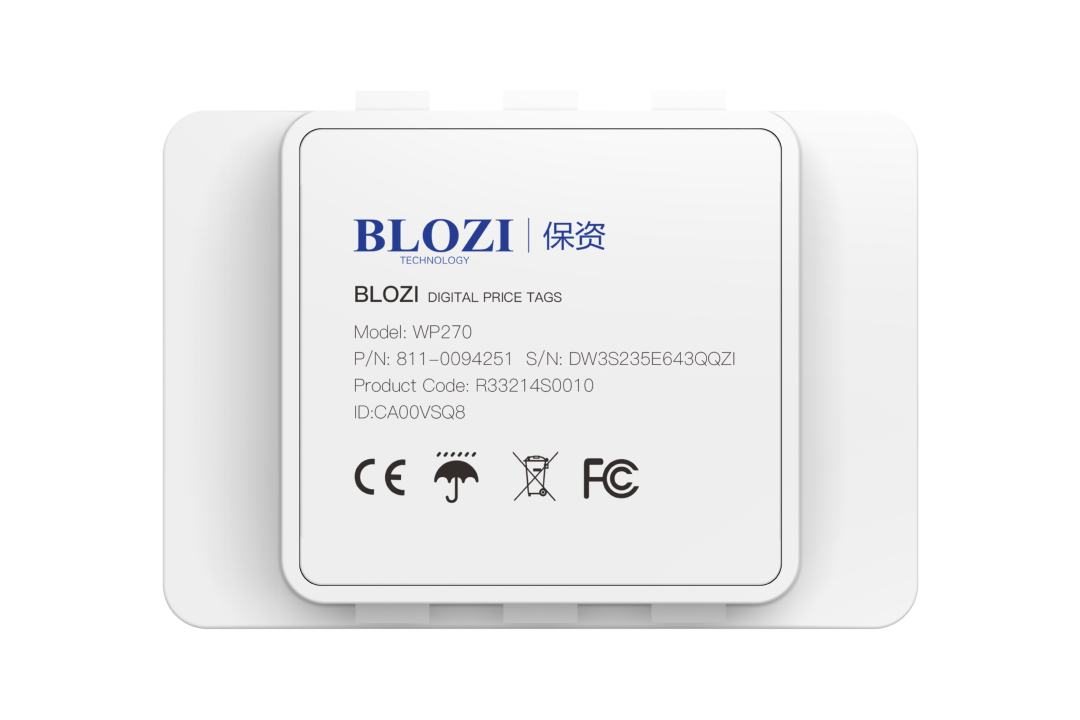 BLOZI 保资
TECHNOLOGY
BLOZI DIGITAL PRICE TAGS
Model: WP270
P/N: 811-0094251 S/N: DW3S235E643QQZI
Product Code: R33214S0010
ID:CA00VSQ8
CE FC